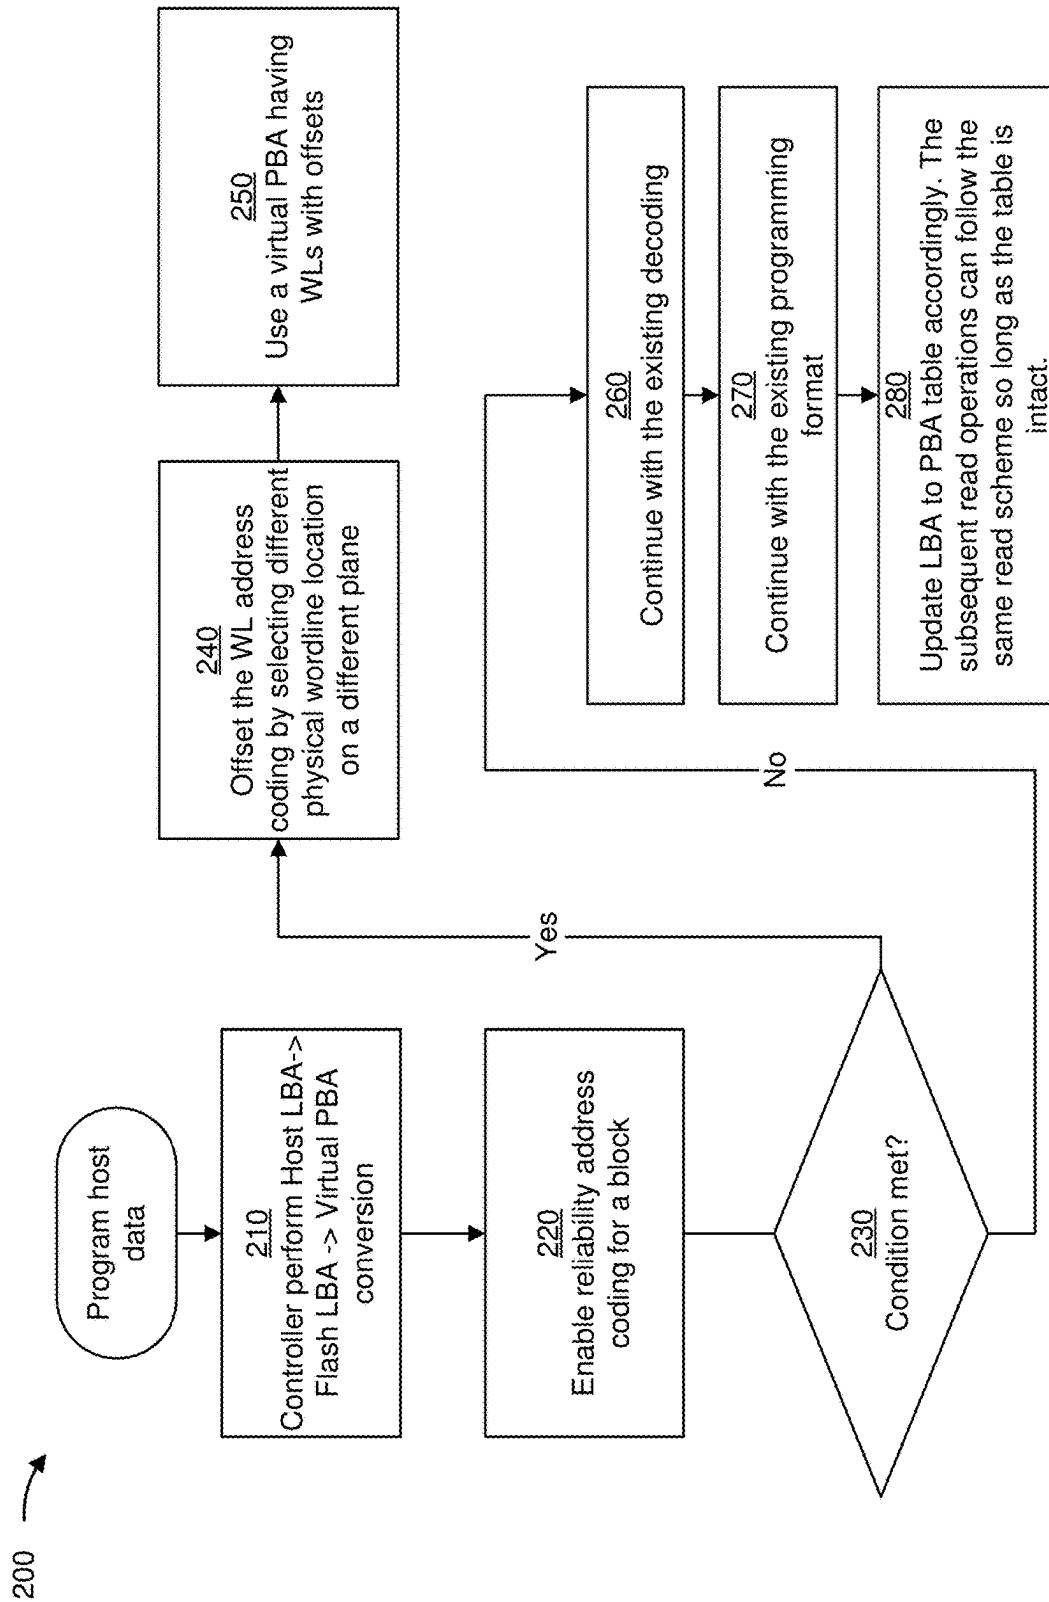 200
Program host
data
210
Controller perform Host LBA->
Flash LBA -> Virtual PBA
conversion
220
Enable reliability address
coding for a block
230
Condition met?
Yes
No
240
Offset the WL address
coding by selecting different
physical wordline location
on a different plane
250
Use a virtual PBA having
WLs with offsets
260
Continue with the existing decoding
270
Continue with the existing programming
format
280
Update LBA to PBA table accordingly. The
subsequent read operations can follow the
same read scheme so long as the table is
intact.